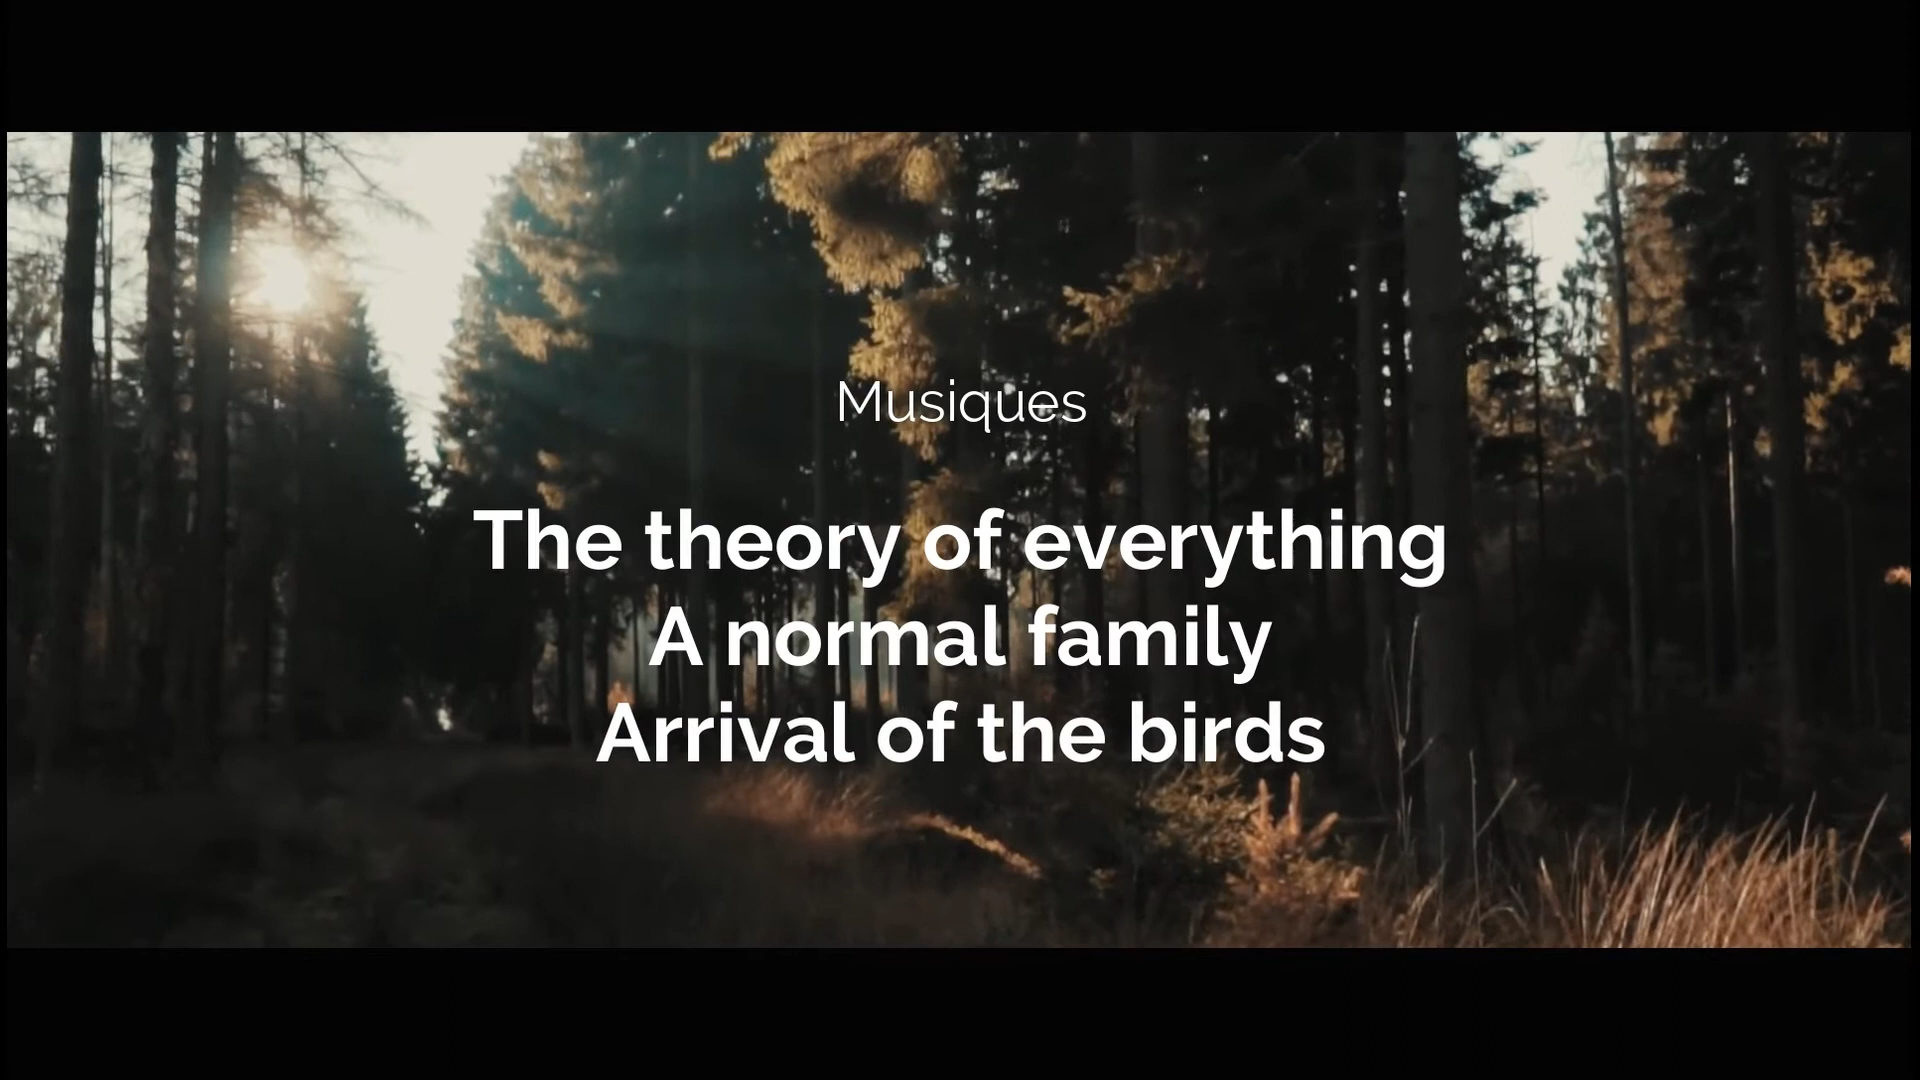 Musiques
The theory of everything
A normal family
Arrival of the birds